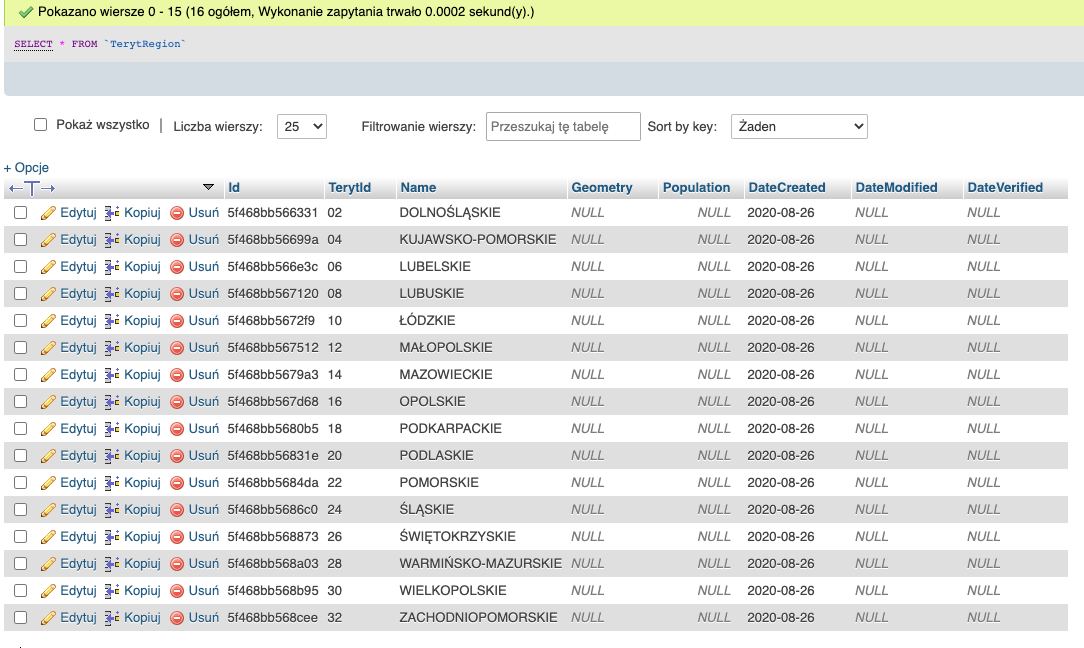 Pokazano wiersze 0 - 15 (16 ogółem, Wykonanie zapytania trwało 0.0002 sekund(y).)
SELECT * FROM `TerytRegion`
Pokaż wszystko | Liczba wierszy: 25 Filtrowanie wierszy: Przeszukaj tę tabelę Sort by key: Żaden
+ Opcje
←T→ Id TerytId Name Geometry Population DateCreated DateModified DateVerified
Edytuj Kopiuj Usuń 5f468bb566331 02 DOLNOŚLĄSKIE NULL NULL 2020-08-26 NULL NULL
Edytuj Kopiuj Usuń 5f468bb56699a 04 KUJAWSKO-POMORSKIE NULL NULL 2020-08-26 NULL NULL
Edytuj Kopiuj Usuń 5f468bb566e3c 06 LUBELSKIE NULL NULL 2020-08-26 NULL NULL
Edytuj Kopiuj Usuń 5f468bb567120 08 LUBUSKIE NULL NULL 2020-08-26 NULL NULL
Edytuj Kopiuj Usuń 5f468bb5672f9 10 ŁÓDZKIE NULL NULL 2020-08-26 NULL NULL
Edytuj Kopiuj Usuń 5f468bb567512 12 MAŁOPOLSKIE NULL NULL 2020-08-26 NULL NULL
Edytuj Kopiuj Usuń 5f468bb5679a3 14 MAZOWIECKIE NULL NULL 2020-08-26 NULL NULL
Edytuj Kopiuj Usuń 5f468bb567d68 16 OPOLSKIE NULL NULL 2020-08-26 NULL NULL
Edytuj Kopiuj Usuń 5f468bb5680b5 18 PODKARPACKIE NULL NULL 2020-08-26 NULL NULL
Edytuj Kopiuj Usuń 5f468bb56831e 20 PODLASKIE NULL NULL 2020-08-26 NULL NULL
Edytuj Kopiuj Usuń 5f468bb5684da 22 POMORSKIE NULL NULL 2020-08-26 NULL NULL
Edytuj Kopiuj Usuń 5f468bb5686c0 24 ŚLĄSKIE NULL NULL 2020-08-26 NULL NULL
Edytuj Kopiuj Usuń 5f468bb568873 26 ŚWIĘTOKRZYSKIE NULL NULL 2020-08-26 NULL NULL
Edytuj Kopiuj Usuń 5f468bb568a03 28 WARMIŃSKO-MAZURSKIE NULL NULL 2020-08-26 NULL NULL
Edytuj Kopiuj Usuń 5f468bb568b95 30 WIELKOPOLSKIE NULL NULL 2020-08-26 NULL NULL
Edytuj Kopiuj Usuń 5f468bb568cee 32 ZACHODNIOPOMORSKIE NULL NULL 2020-08-26 NULL NULL